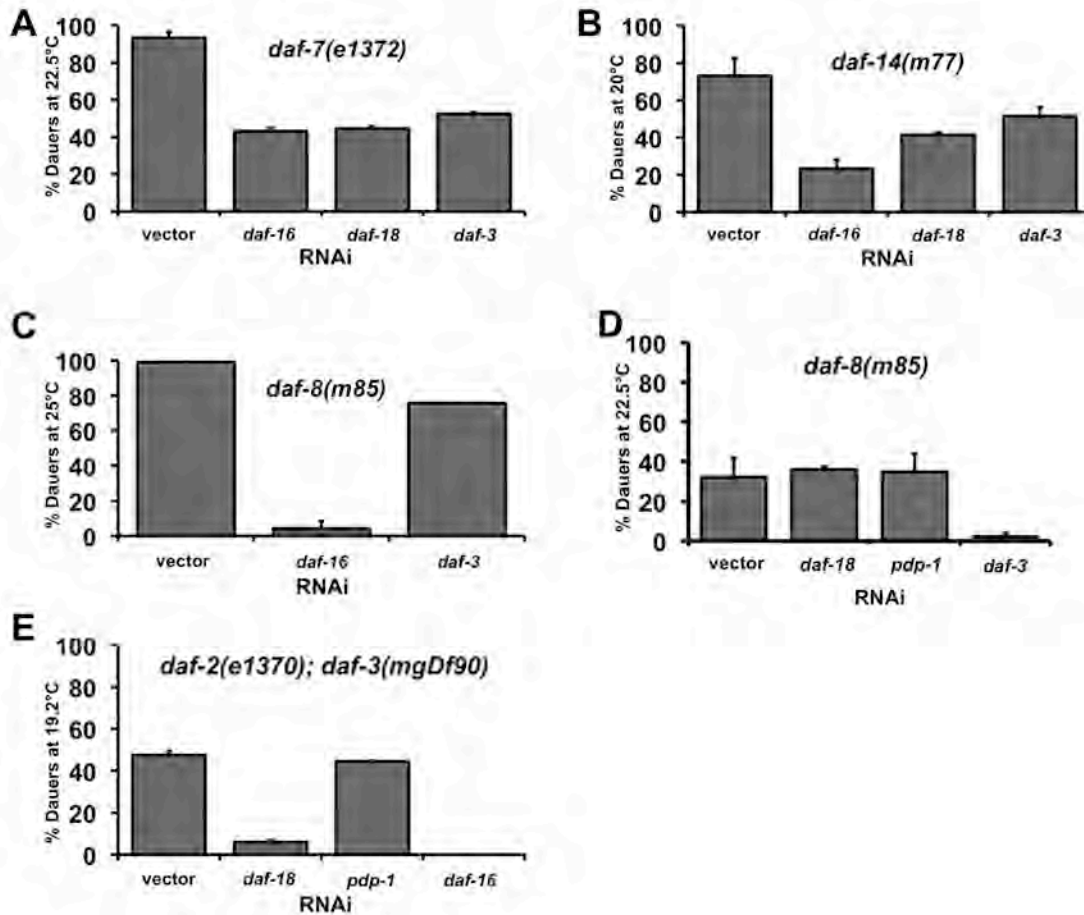 A
% Dauers at 22.5°C
100
80
60
40
20
0
daf-7(e1372)
vector daf-16 daf-18 daf-3
RNAi
B
% Dauers at 20°C
100
80
60
40
20
0
daf-14(m77)
vector daf-16 daf-18 daf-3
RNAi
C
% Dauers at 25°C
100
80
60
40
20
0
daf-8(m85)
vector daf-16 daf-3
RNAi
D
% Dauers at 22.5°C
100
80
60
40
20
0
daf-8(m85)
vector daf-18 pdp-1 daf-3
RNAi
E
% Dauers at 19.2°C
100
80
60
40
20
0
daf-2(e1370); daf-3(mgDf90)
vector daf-18 pdp-1 daf-16
RNAi